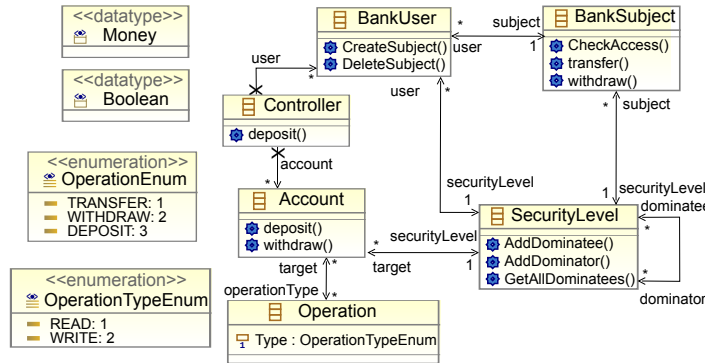 <<datatype>>
Money
<<datatype>>
Boolean
<<enumeration>>
OperationEnum
TRANSFER: 1
WITHDRAW: 2
DEPOSIT: 3
<<enumeration>>
OperationTypeEnum
READ: 1
WRITE: 2
BankUser
CreateSubject()
DeleteSubject()
* subject
user 1
BankSubject
CheckAccess()
transfer()
withdraw()
user
*
Controller
deposit()
account
*
user *
* subject
securityLevel
1
1 securityLevel
Account
deposit()
withdraw()
* securityLevel
target 1
SecurityLevel
AddDominatee()
AddDominator()
GetAllDominatees()
dominatee
*
*
dominator
target *
operationType *
Operation
1 Type : OperationTypeEnum